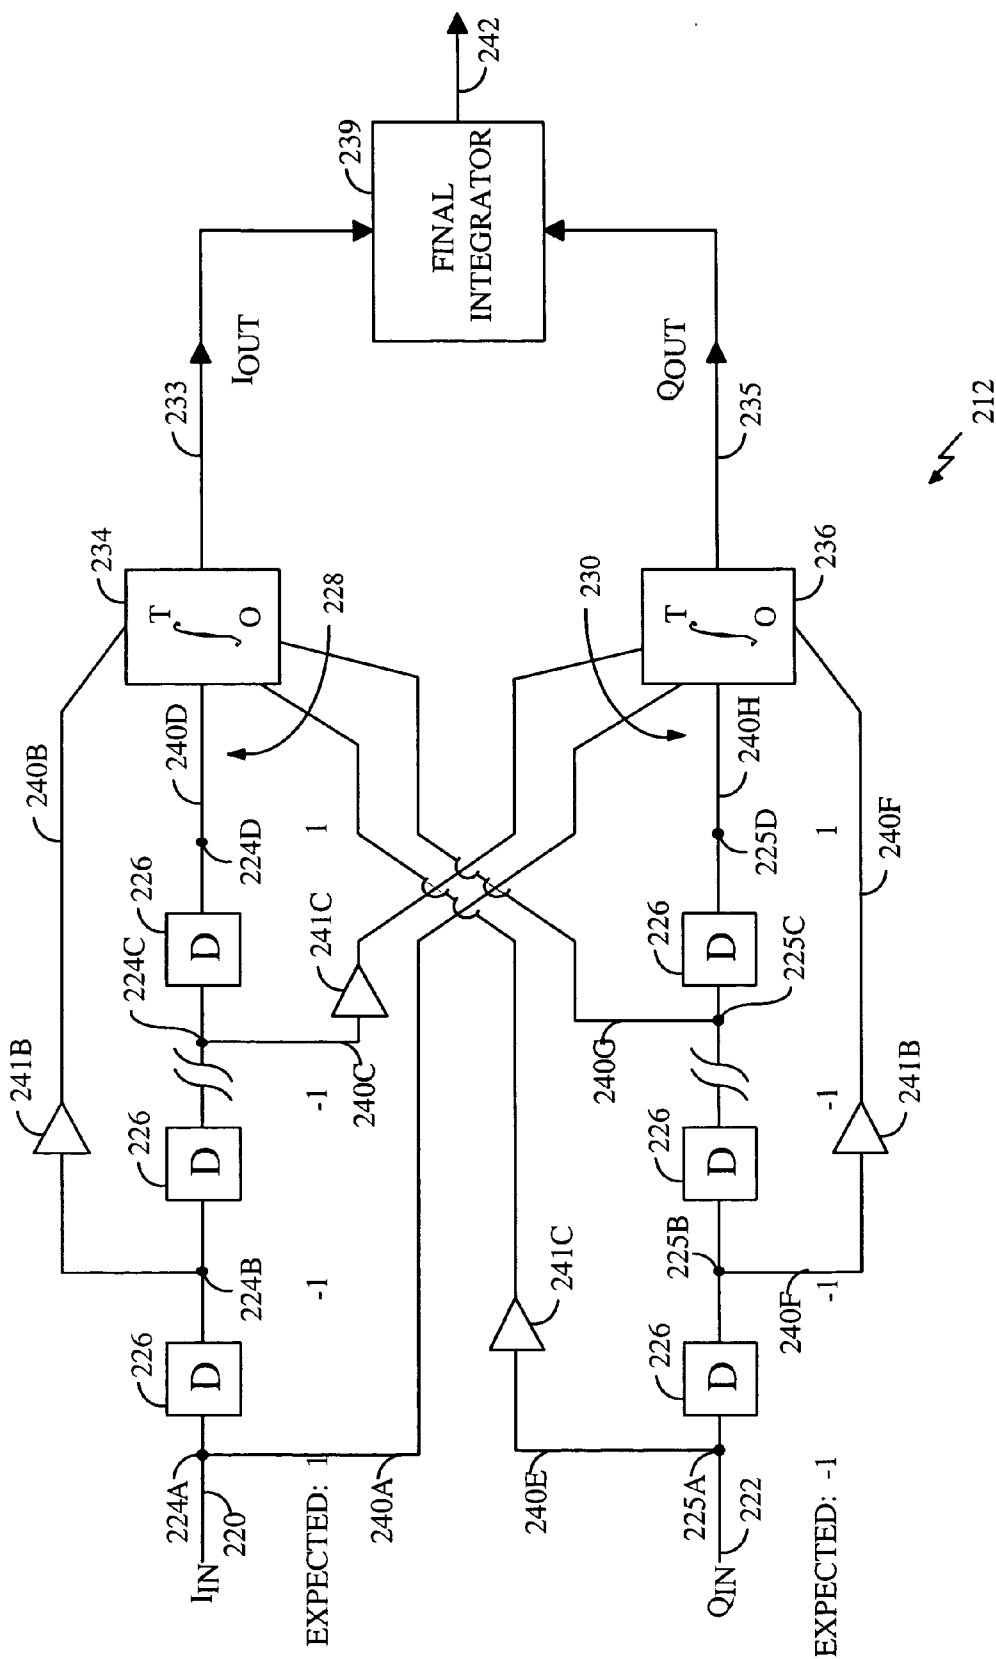 240B
241B
234
233
224A
226
224B
226
224C
226
240D
∫
T
O
IOUT
239
IIN
220
D
D
D
224D
228
FINAL
INTEGRATOR
242
EXPECTED: 1
-1
-1
1
240A
240C
241C
240E
241C
240G
230
236
QOUT
235
225A
226
225B
226
226
225C
225D
240H
∫
T
O
QIN
222
D
D
D
EXPECTED: -1
240F
-1
-1
1
241B
240F
212